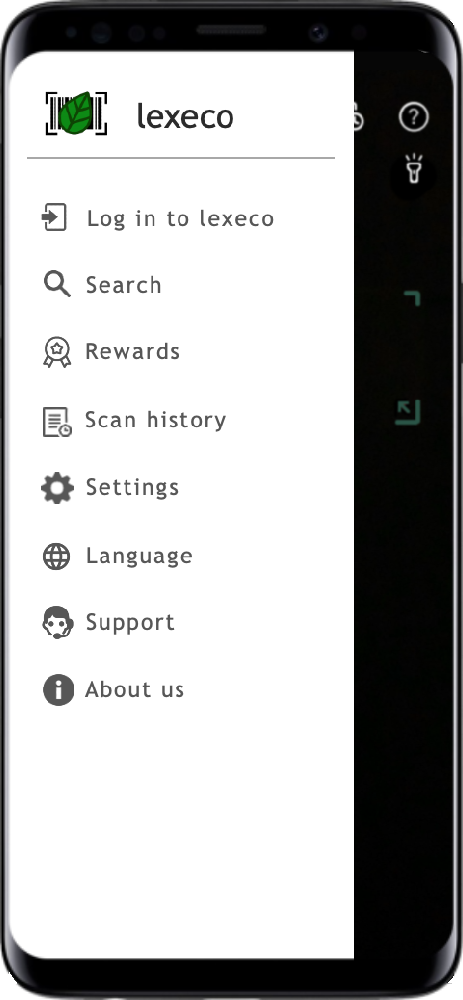 lexeco
Log in to lexeco
Search
Rewards
Scan history
Settings
Language
Support
About us